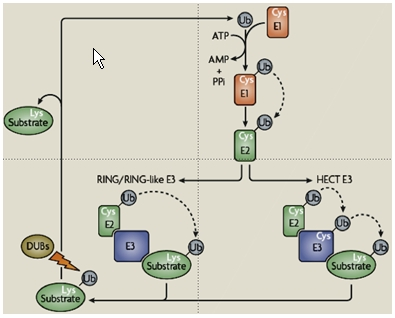 Ub
Cys
E1
ATP
AMP
+
PPi
Cys
E1
Ub
Cys
E2
Ub
Lys
Substrate
RING/RING-like E3
HECT E3
Ub
Cys
E2
E3
Ub
Lys
Substrate
Ub
Cys
E2
Cys
E3
Ub
Ub
Lys
Substrate
DUBs
Ub
Lys
Substrate